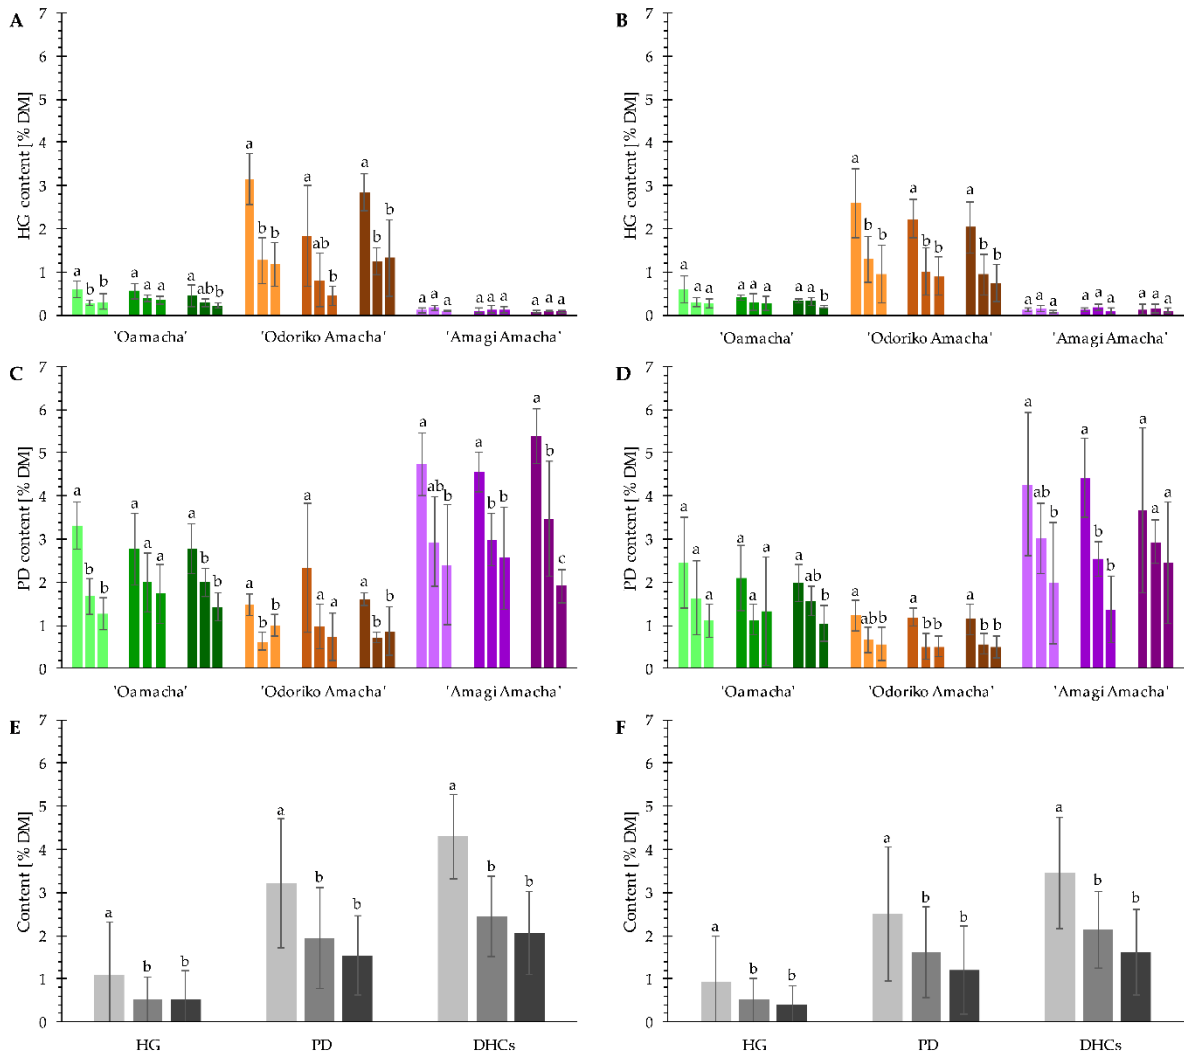 A
HG content [% DM]
7
6
5
4
3
2
1
0
a b b a a a a ab b
a b b a ab b a b b
a a a a a a a a a
'Oamacha' 'Odoriko Amacha' 'Amagi Amacha'
B
HG content [% DM]
7
6
5
4
3
2
1
0
a a a a a a a a b
a b b a b b a b b
a a a a a a a a a
'Oamacha' 'Odoriko Amacha' 'Amagi Amacha'
C
PD content [% DM]
7
6
5
4
3
2
1
0
a b b a a a a b b
a b b a a a a b b
a ab b a b b a b c
'Oamacha' 'Odoriko Amacha' 'Amagi Amacha'
D
PD content [% DM]
7
6
5
4
3
2
1
0
a a a a a a a ab b
a ab b a b b a b b
a ab b a b b a a a
'Oamacha' 'Odoriko Amacha' 'Amagi Amacha'
E
Content [% DM]
7
6
5
4
3
2
1
0
a b b
a b b
a b b
HG PD DHCs
F
Content [% DM]
7
6
5
4
3
2
1
0
a b b
a b b
a b b
HG PD DHCs